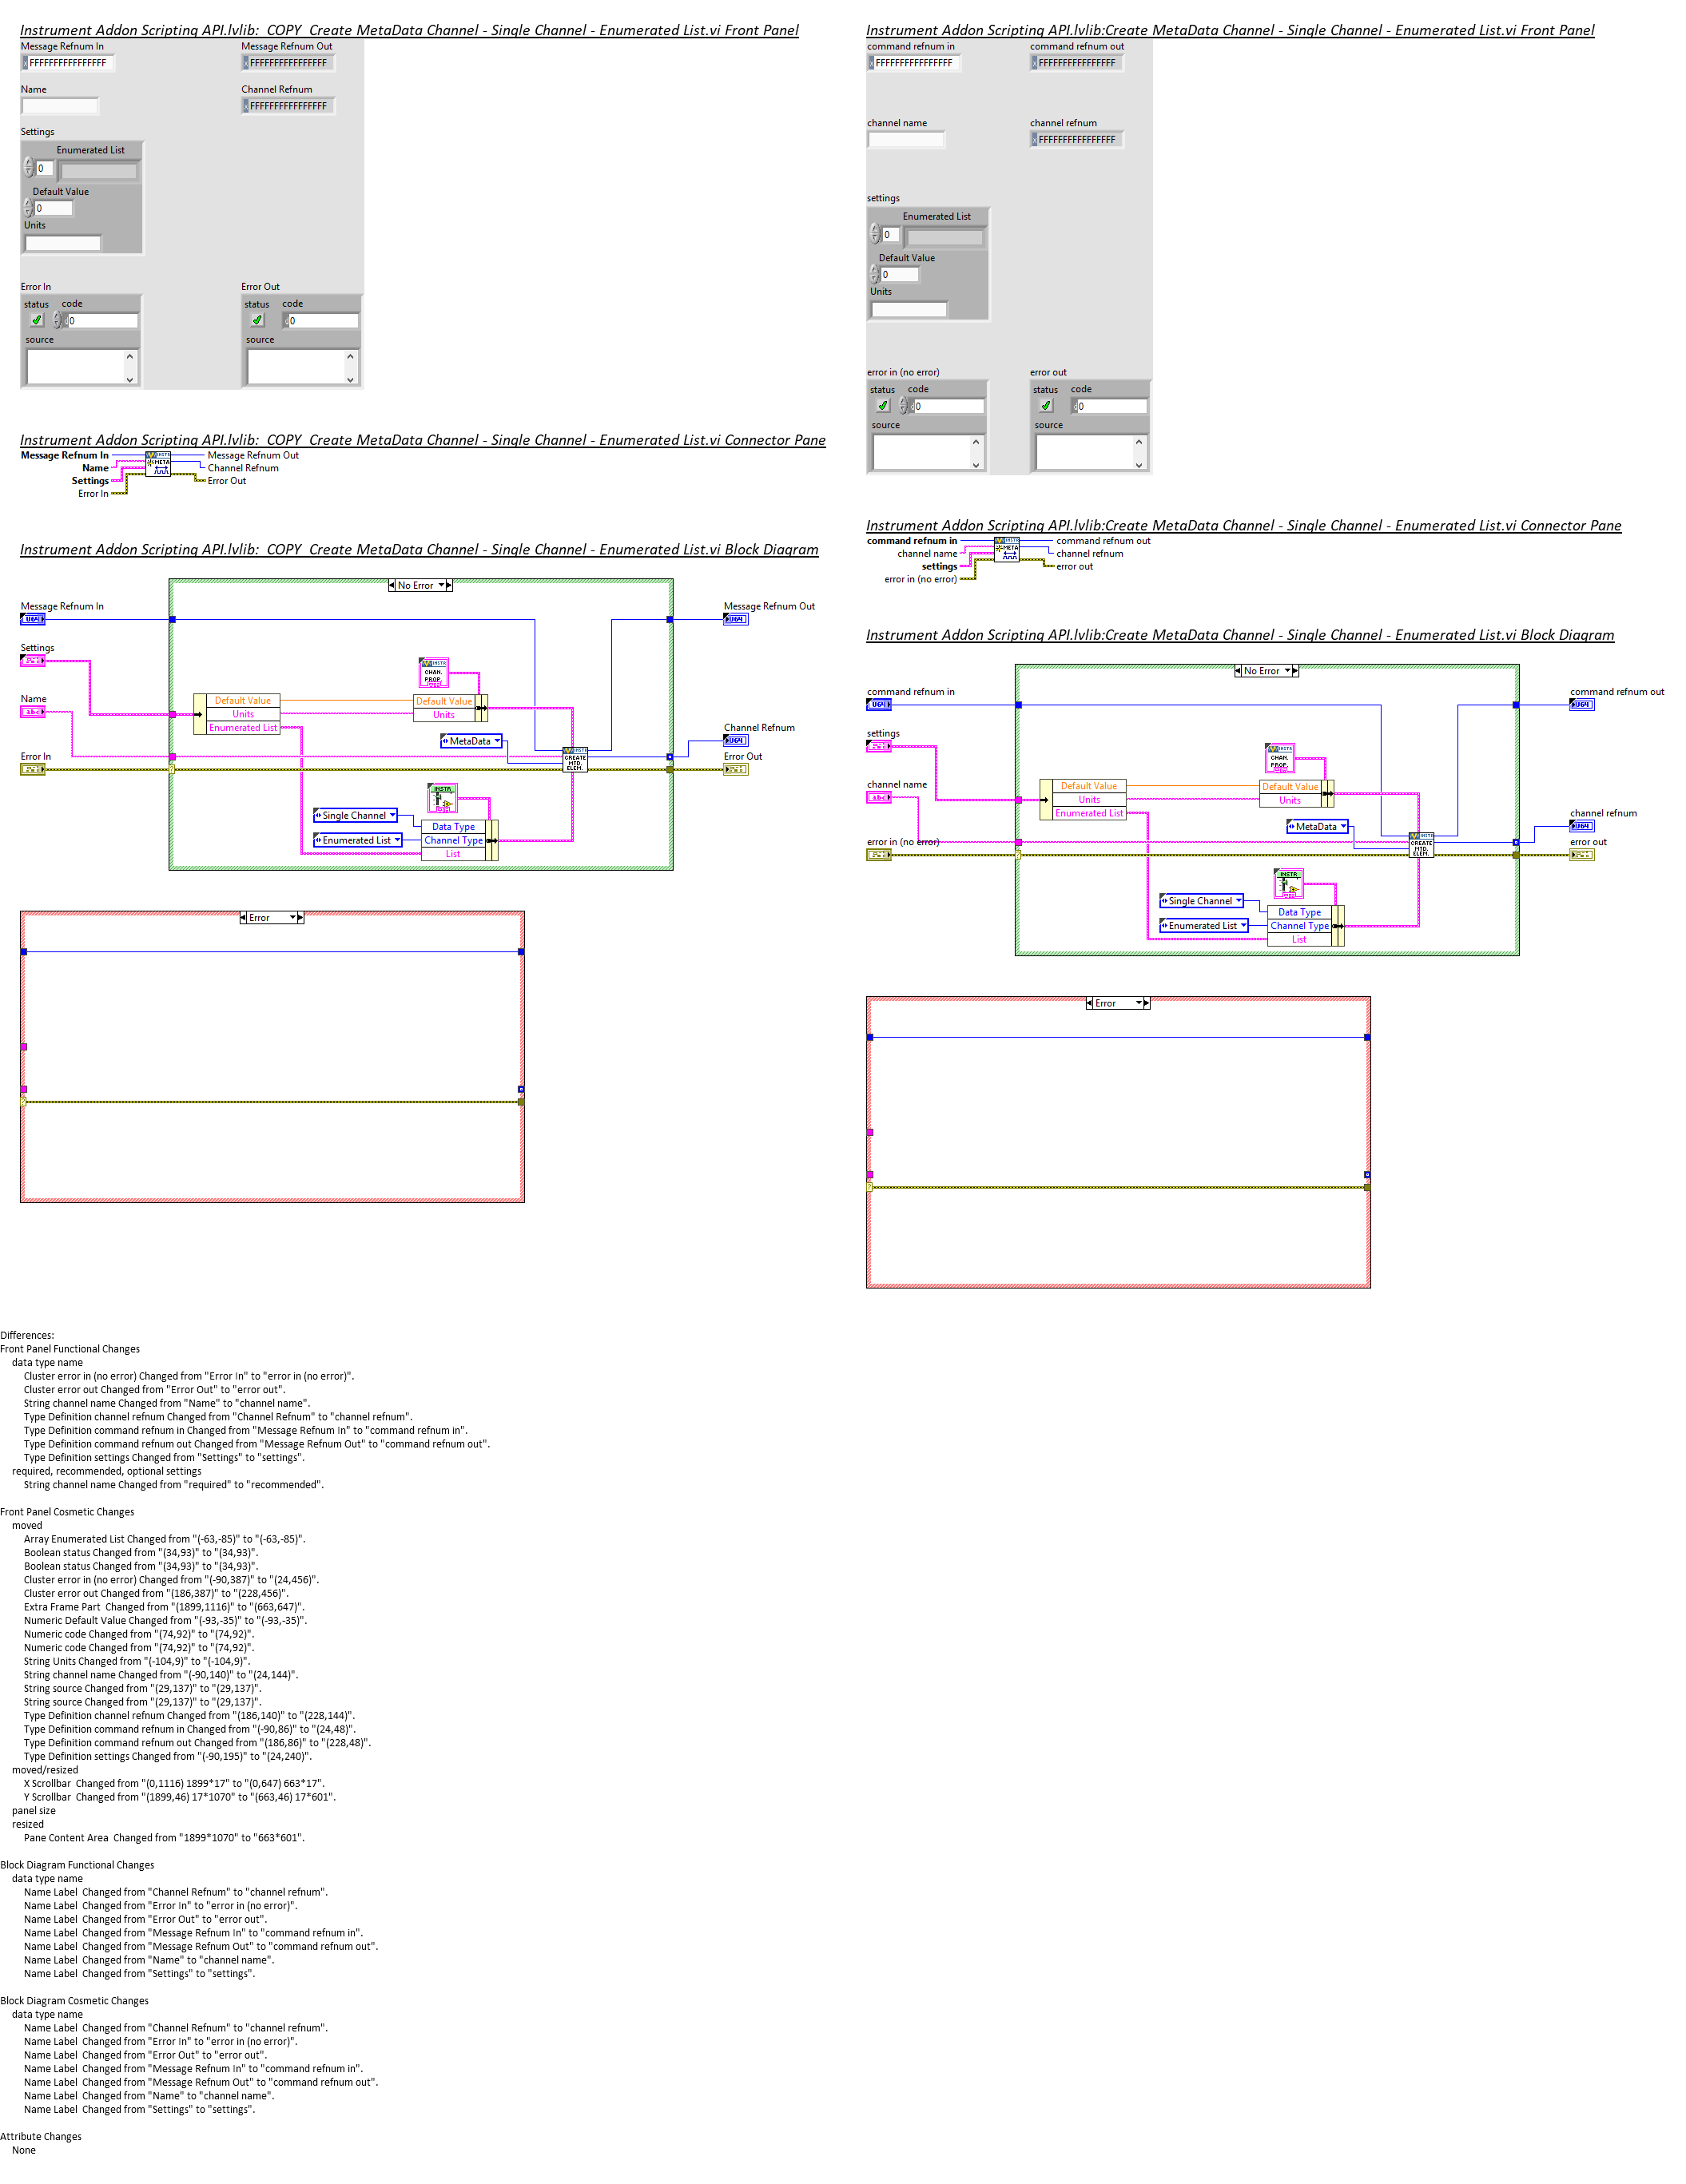 Instrument Addon Scripting API.lvlib:_COPY_Create MetaData Channel - Single Channel - Enumerated List.vi Front Panel
Message Refnum In
Message Refnum Out
x FFFFFFFFFFFFFFFF
x FFFFFFFFFFFFFFFF
Name
Channel Refnum
x FFFFFFFFFFFFFFFF
Settings
Enumerated List
0
Default Value
0
Units
Error In
Error Out
status code
status code
d0
d0
source
source
Instrument Addon Scripting API.lvlib:_COPY_Create MetaData Channel - Single Channel - Enumerated List.vi Connector Pane
Message Refnum In
Message Refnum Out
Name
Channel Refnum
Settings
Error Out
Error In
INSTR
META
Instrument Addon Scripting API.lvlib:_COPY_Create MetaData Channel - Single Channel - Enumerated List.vi Block Diagram
No Error
Message Refnum In
Message Refnum Out
U64
U64
Settings
INSTR
CHAN.
PROP.
Name
abc
Default Value
Units
Enumerated List
Default Value
Units
Channel Refnum
U64
MetaData
Error In
Error Out
INSTR
CREATE
MTD.
ELEM.
INSTR
Single Channel
Enumerated List
Data Type
Channel Type
List
Error
Instrument Addon Scripting API.lvlib:Create MetaData Channel - Single Channel - Enumerated List.vi Front Panel
command refnum in
command refnum out
x FFFFFFFFFFFFFFFF
x FFFFFFFFFFFFFFFF
channel name
channel refnum
x FFFFFFFFFFFFFFFF
settings
Enumerated List
0
Default Value
0
Units
error in (no error)
error out
status code
status code
d0
d0
source
source
Instrument Addon Scripting API.lvlib:Create MetaData Channel - Single Channel - Enumerated List.vi Connector Pane
command refnum in
command refnum out
channel name
channel refnum
settings
error out
error in (no error)
INSTR
META
Instrument Addon Scripting API.lvlib:Create MetaData Channel - Single Channel - Enumerated List.vi Block Diagram
No Error
command refnum in
command refnum out
U64
U64
settings
INSTR
CHAN.
PROP.
channel name
abc
Default Value
Units
Enumerated List
Default Value
Units
channel refnum
U64
MetaData
error in (no error)
error out
INSTR
CREATE
MTD.
ELEM.
INSTR
Single Channel
Enumerated List
Data Type
Channel Type
List
Error
Differences:
Front Panel Functional Changes
data type name
Cluster error in (no error) Changed from "Error In" to "error in (no error)".
Cluster error out Changed from "Error Out" to "error out".
String channel name Changed from "Name" to "channel name".
Type Definition channel refnum Changed from "Channel Refnum" to "channel refnum".
Type Definition command refnum in Changed from "Message Refnum In" to "command refnum in".
Type Definition command refnum out Changed from "Message Refnum Out" to "command refnum out".
Type Definition settings Changed from "Settings" to "settings".
required, recommended, optional settings
String channel name Changed from "required" to "recommended".
Front Panel Cosmetic Changes
moved
Array Enumerated List Changed from "(-63,-85)" to "(-63,-85)".
Boolean status Changed from "(34,93)" to "(34,93)".
Boolean status Changed from "(34,93)" to "(34,93)".
Cluster error in (no error) Changed from "(-90,387)" to "(24,456)".
Cluster error out Changed from "(186,387)" to "(228,456)".
Extra Frame Part  Changed from "(1899,1116)" to "(663,647)".
Numeric Default Value Changed from "(-93,-35)" to "(-93,-35)".
Numeric code Changed from "(74,92)" to "(74,92)".
Numeric code Changed from "(74,92)" to "(74,92)".
String Units Changed from "(-104,9)" to "(-104,9)".
String channel name Changed from "(-90,140)" to "(24,144)".
String source Changed from "(29,137)" to "(29,137)".
String source Changed from "(29,137)" to "(29,137)".
Type Definition channel refnum Changed from "(186,140)" to "(228,144)".
Type Definition command refnum in Changed from "(-90,86)" to "(24,48)".
Type Definition command refnum out Changed from "(186,86)" to "(228,48)".
Type Definition settings Changed from "(-90,195)" to "(24,240)".
moved/resized
X Scrollbar  Changed from "(0,1116) 1899*17" to "(0,647) 663*17".
Y Scrollbar  Changed from "(1899,46) 17*1070" to "(663,46) 17*601".
panel size
resized
Pane Content Area  Changed from "1899*1070" to "663*601".
Block Diagram Functional Changes
data type name
Name Label  Changed from "Channel Refnum" to "channel refnum".
Name Label  Changed from "Error In" to "error in (no error)".
Name Label  Changed from "Error Out" to "error out".
Name Label  Changed from "Message Refnum In" to "command refnum in".
Name Label  Changed from "Message Refnum Out" to "command refnum out".
Name Label  Changed from "Name" to "channel name".
Name Label  Changed from "Settings" to "settings".
Block Diagram Cosmetic Changes
data type name
Name Label  Changed from "Channel Refnum" to "channel refnum".
Name Label  Changed from "Error In" to "error in (no error)".
Name Label  Changed from "Error Out" to "error out".
Name Label  Changed from "Message Refnum In" to "command refnum in".
Name Label  Changed from "Message Refnum Out" to "command refnum out".
Name Label  Changed from "Name" to "channel name".
Name Label  Changed from "Settings" to "settings".
Attribute Changes
None